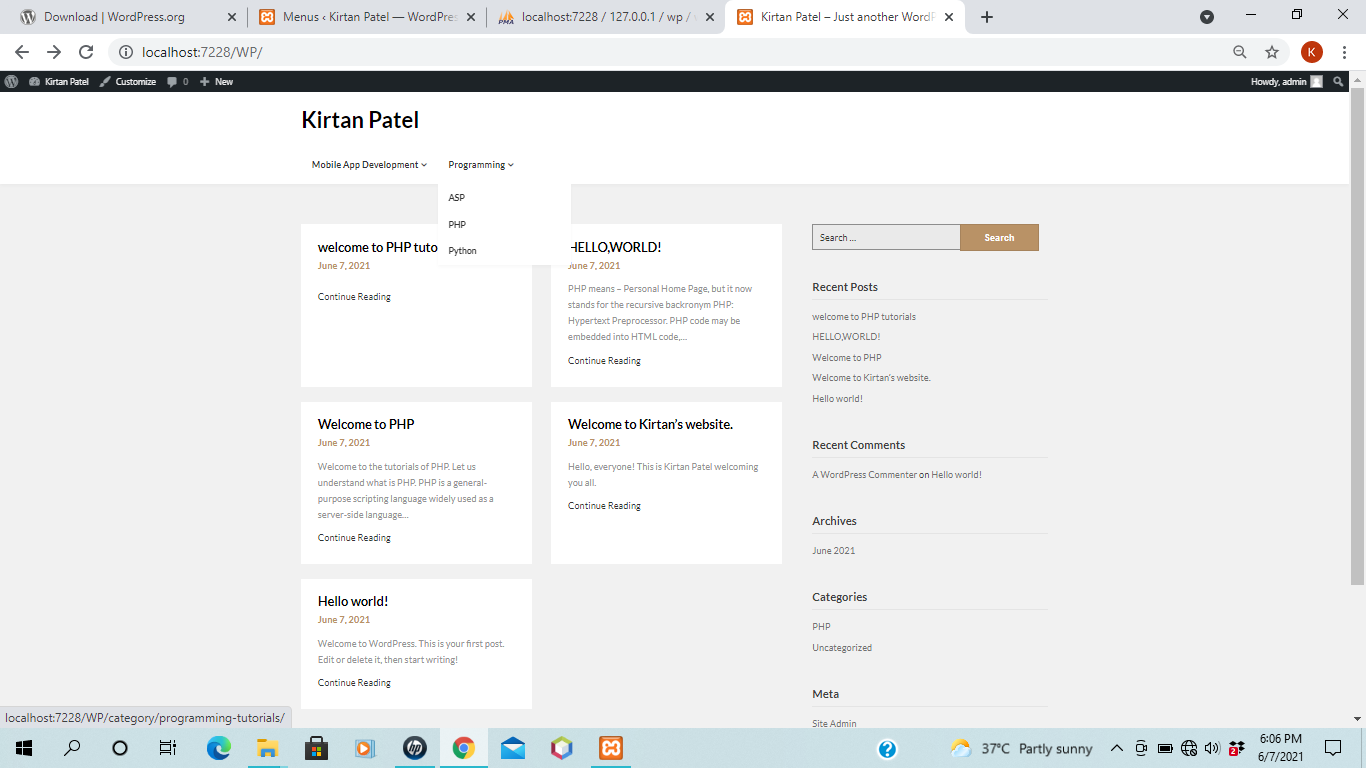 Download | WordPress.org
Menus ‹ Kirtan Patel — WordPres
localhost:7228 / 127.0.0.1 / wp / 
Kirtan Patel – Just another WordP
localhost:7228/WP/
K
Kirtan Patel Customize 0 New
Howdy, admin
Kirtan Patel
Mobile App Development Programming
ASP
PHP
Python
welcome to PHP tuto
June 7, 2021
Continue Reading
HELLO,WORLD!
June 7, 2021
PHP means – Personal Home Page, but it now
stands for the recursive backronym PHP:
Hypertext Preprocessor. PHP code may be
embedded into HTML code,…
Continue Reading
Welcome to PHP
June 7, 2021
Welcome to the tutorials of PHP. Let us
understand what is PHP. PHP is a general-
purpose scripting language widely used as a
server-side language…
Continue Reading
Welcome to Kirtan's website.
June 7, 2021
Hello, everyone! This is Kirtan Patel welcoming
you all.
Continue Reading
Hello world!
June 7, 2021
Welcome to WordPress. This is your first post.
Edit or delete it, then start writing!
Continue Reading
Search …
Search
Recent Posts
welcome to PHP tutorials
HELLO,WORLD!
Welcome to PHP
Welcome to Kirtan's website.
Hello world!
Recent Comments
A WordPress Commenter on Hello world!
Archives
June 2021
Categories
PHP
Uncategorized
Meta
Site Admin
localhost:7228/WP/category/programming-tutorials/
37°C Partly sunny
6:06 PM
6/7/2021